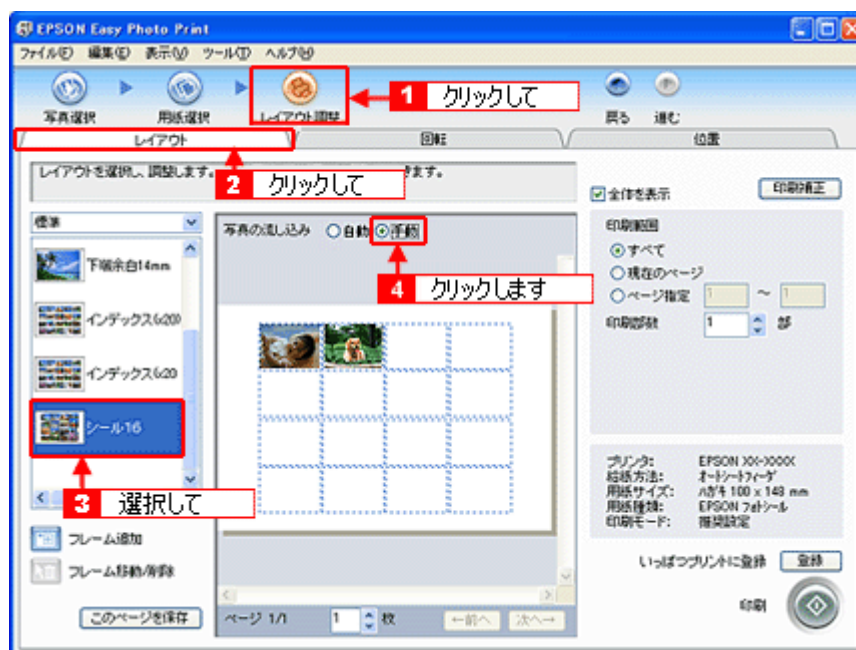 EPSON Easy Photo Print
ファイル(F) 編集(E) 表示(V) ツール(T) ヘルプ(H)
1 クリックして
写真選択 用紙選択 レイアウト調整 戻る 進む
レイアウト 回転 位置
レイアウトを選択し、調整します。 きます。
2 クリックして
全体を表示 印刷補正
標準
写真の流し込み 自動 手動
印刷範囲
すべて
下端余白14mm
現在のページ
4 クリックします
ページ指定 1 ~ 1
インデックス(x20)
印刷部数 1 部
インデックス(x20
シール16
3 選択して
プリンタ: EPSON XX-XXXX
給紙方法: オートシートフィーダ
用紙サイズ: ハガキ 100 x 148 mm
用紙種類: EPSON フォトシール
印刷モード: 推奨設定
フレーム追加
フレーム移動/削除
いっぱつプリントに登録 登録
このページを保存
ページ 1/1 1 枚 ←前へ 次へ→
印刷